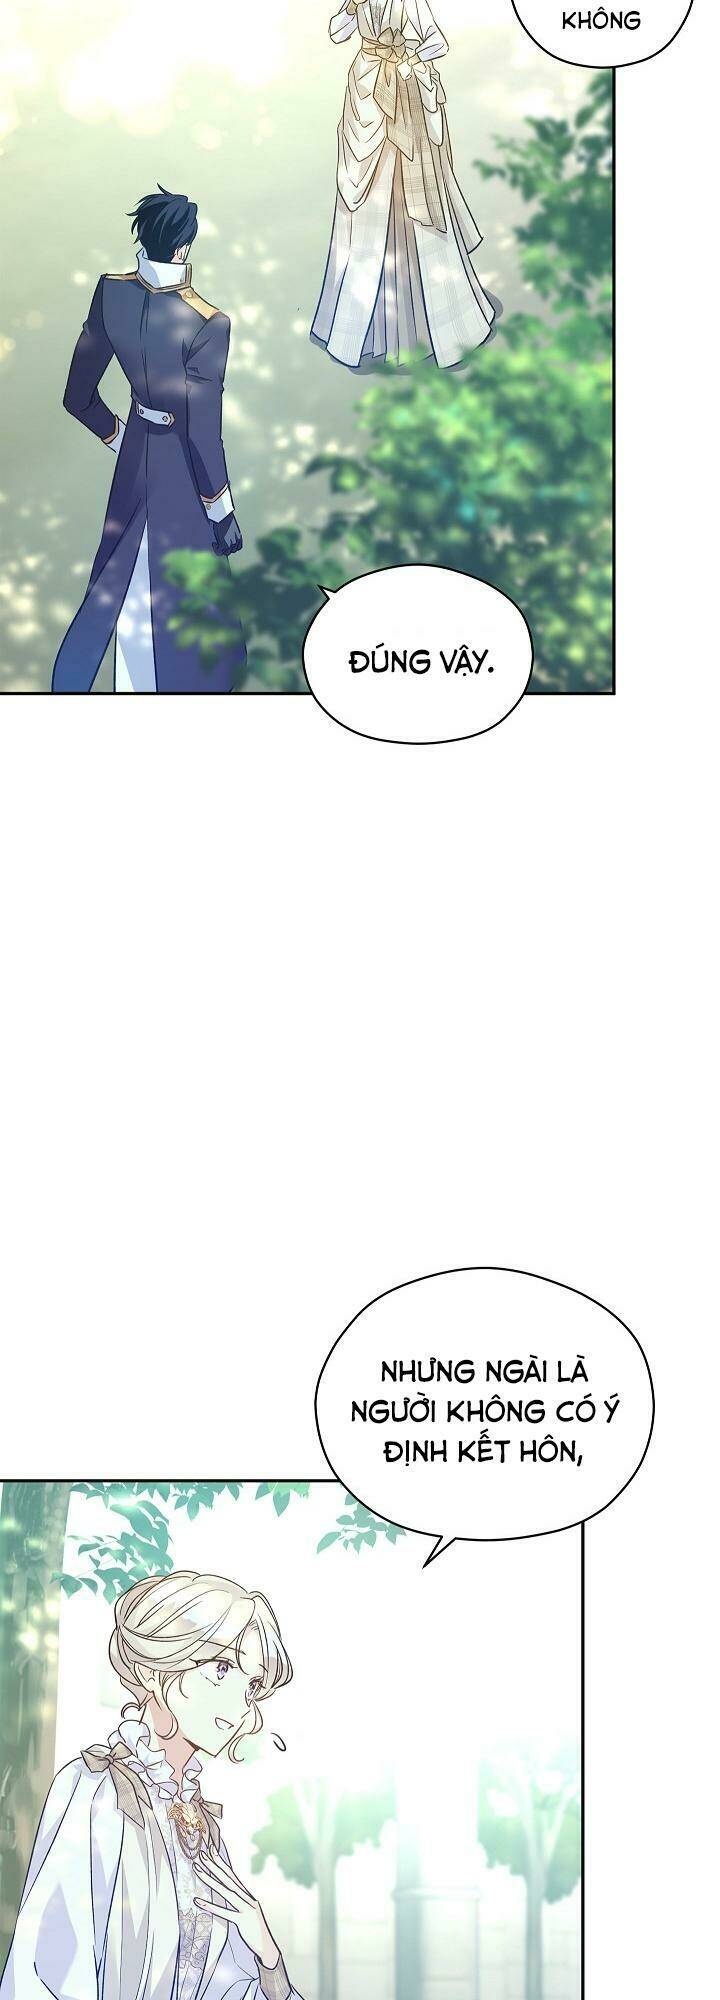 KHÔNG
ĐÚNG VẬY.
NHƯNG NGÀI LÀ
NGƯỜI KHÔNG CÓ Ý
ĐỊNH KẾT HÔN,